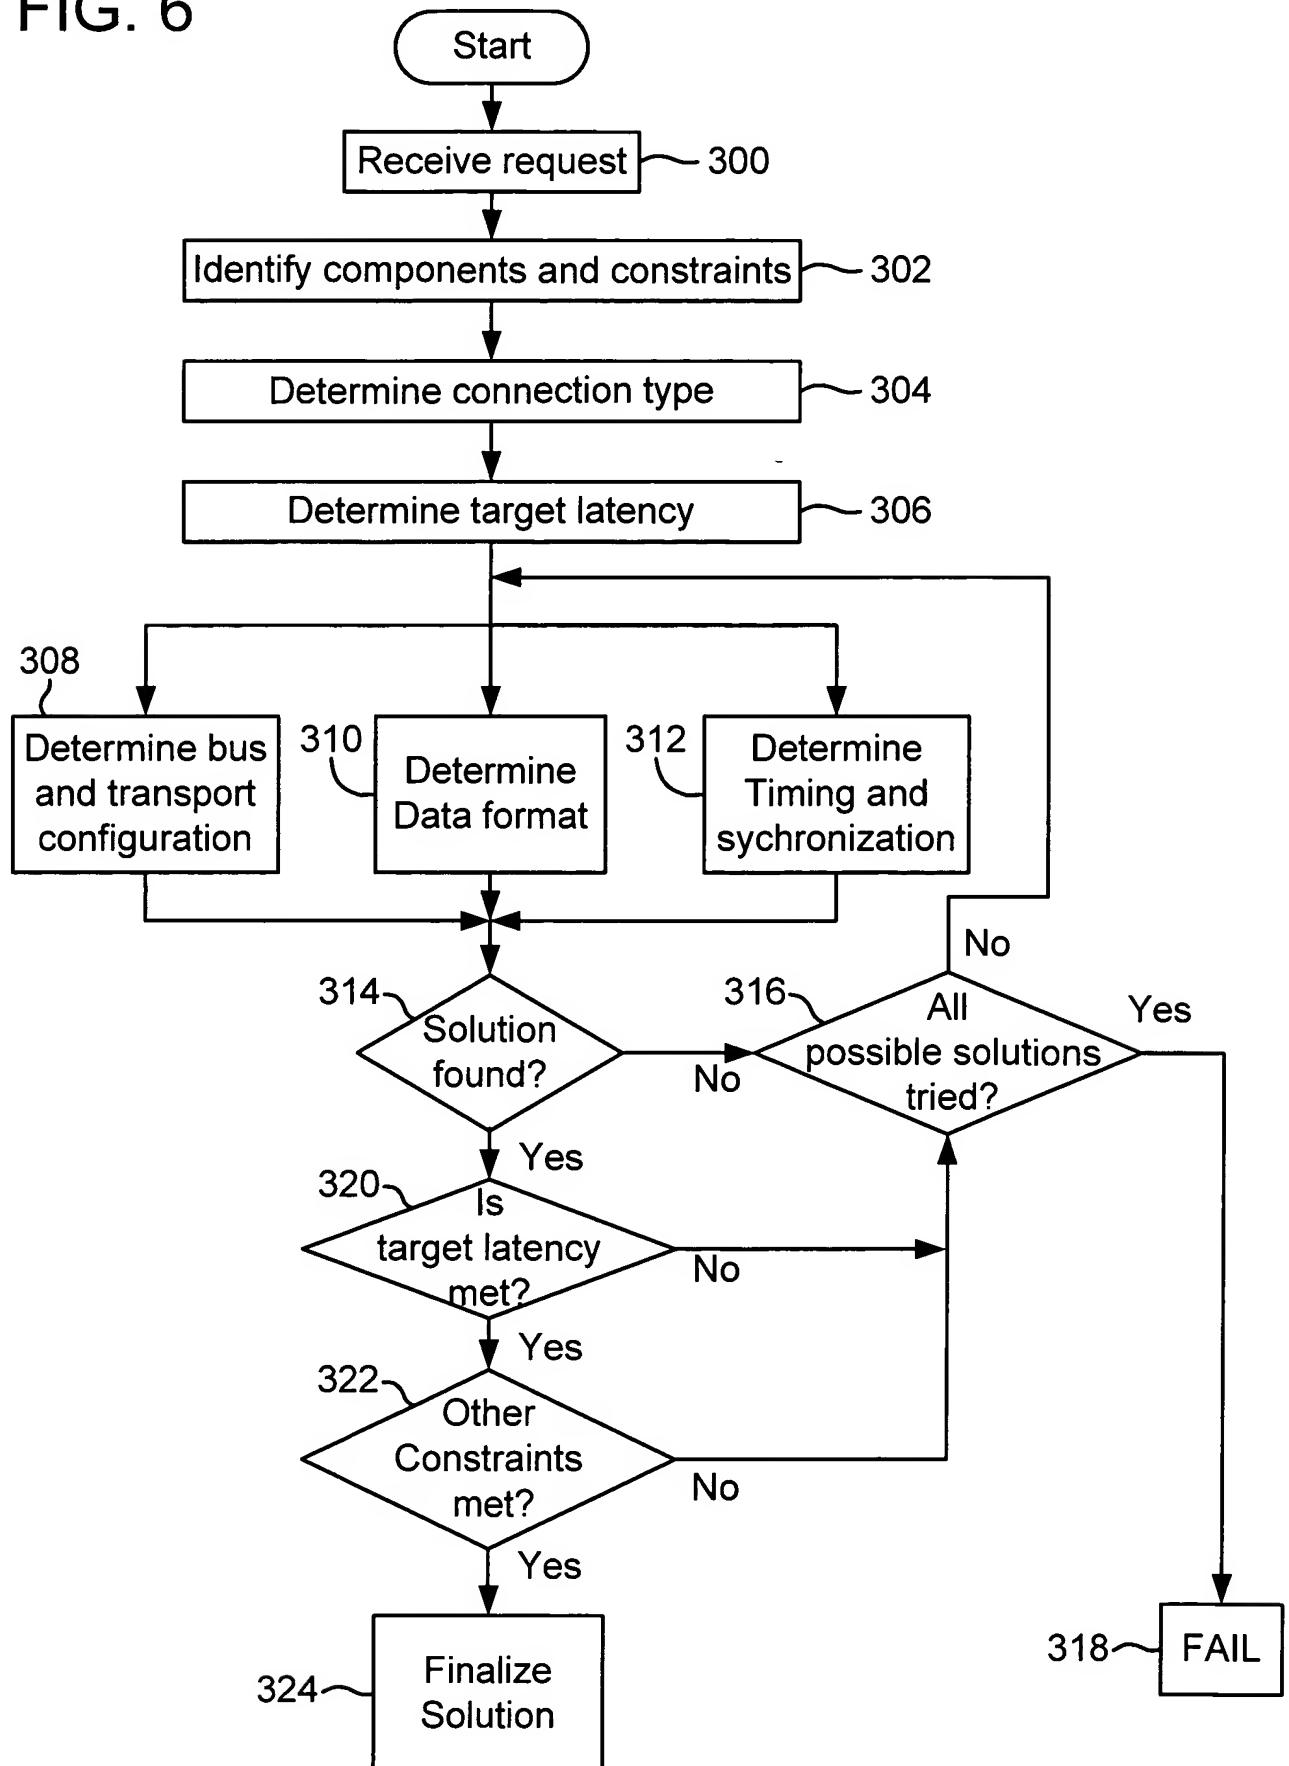 FIG. 6
Start
Receive request
300
Identify components and constraints
302
Determine connection type
304
Determine target latency
306
308
Determine bus
and transport
configuration
310
Determine
Data format
312
Determine
Timing and
sychronization
314
Solution
found?
No
316
All
possible solutions
tried?
No
Yes
Yes
320
Is
target latency
met?
No
Yes
322
Other
Constraints
met?
No
Yes
324
Finalize
Solution
318
FAIL